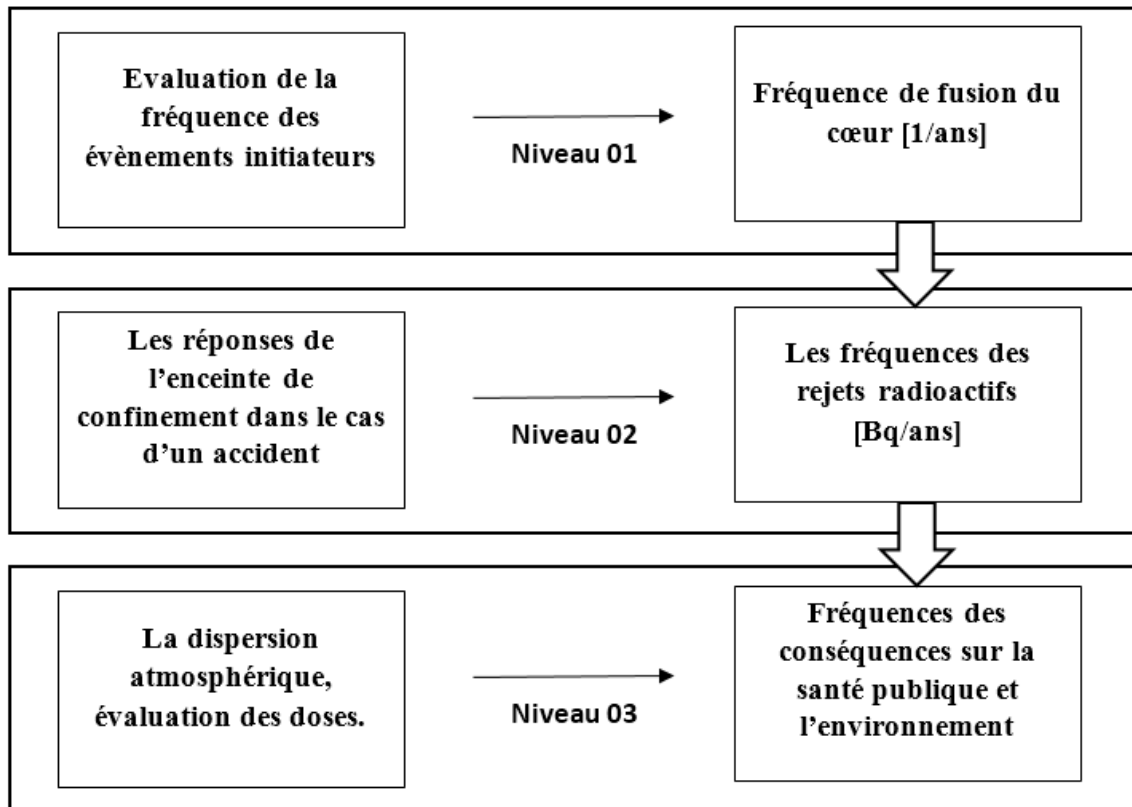 Evaluation de la
fréquence des
évènements initiateurs
Niveau 01
Fréquence de fusion du
cœur [1/ans]
Les réponses de
l’enceinte de
confinement dans le cas
d’un accident
Niveau 02
Les fréquences des
rejets radioactifs
[Bq/ans]
La dispersion
atmosphérique,
évaluation des doses.
Niveau 03
Fréquences des
conséquences sur la
santé publique et
l’environnement